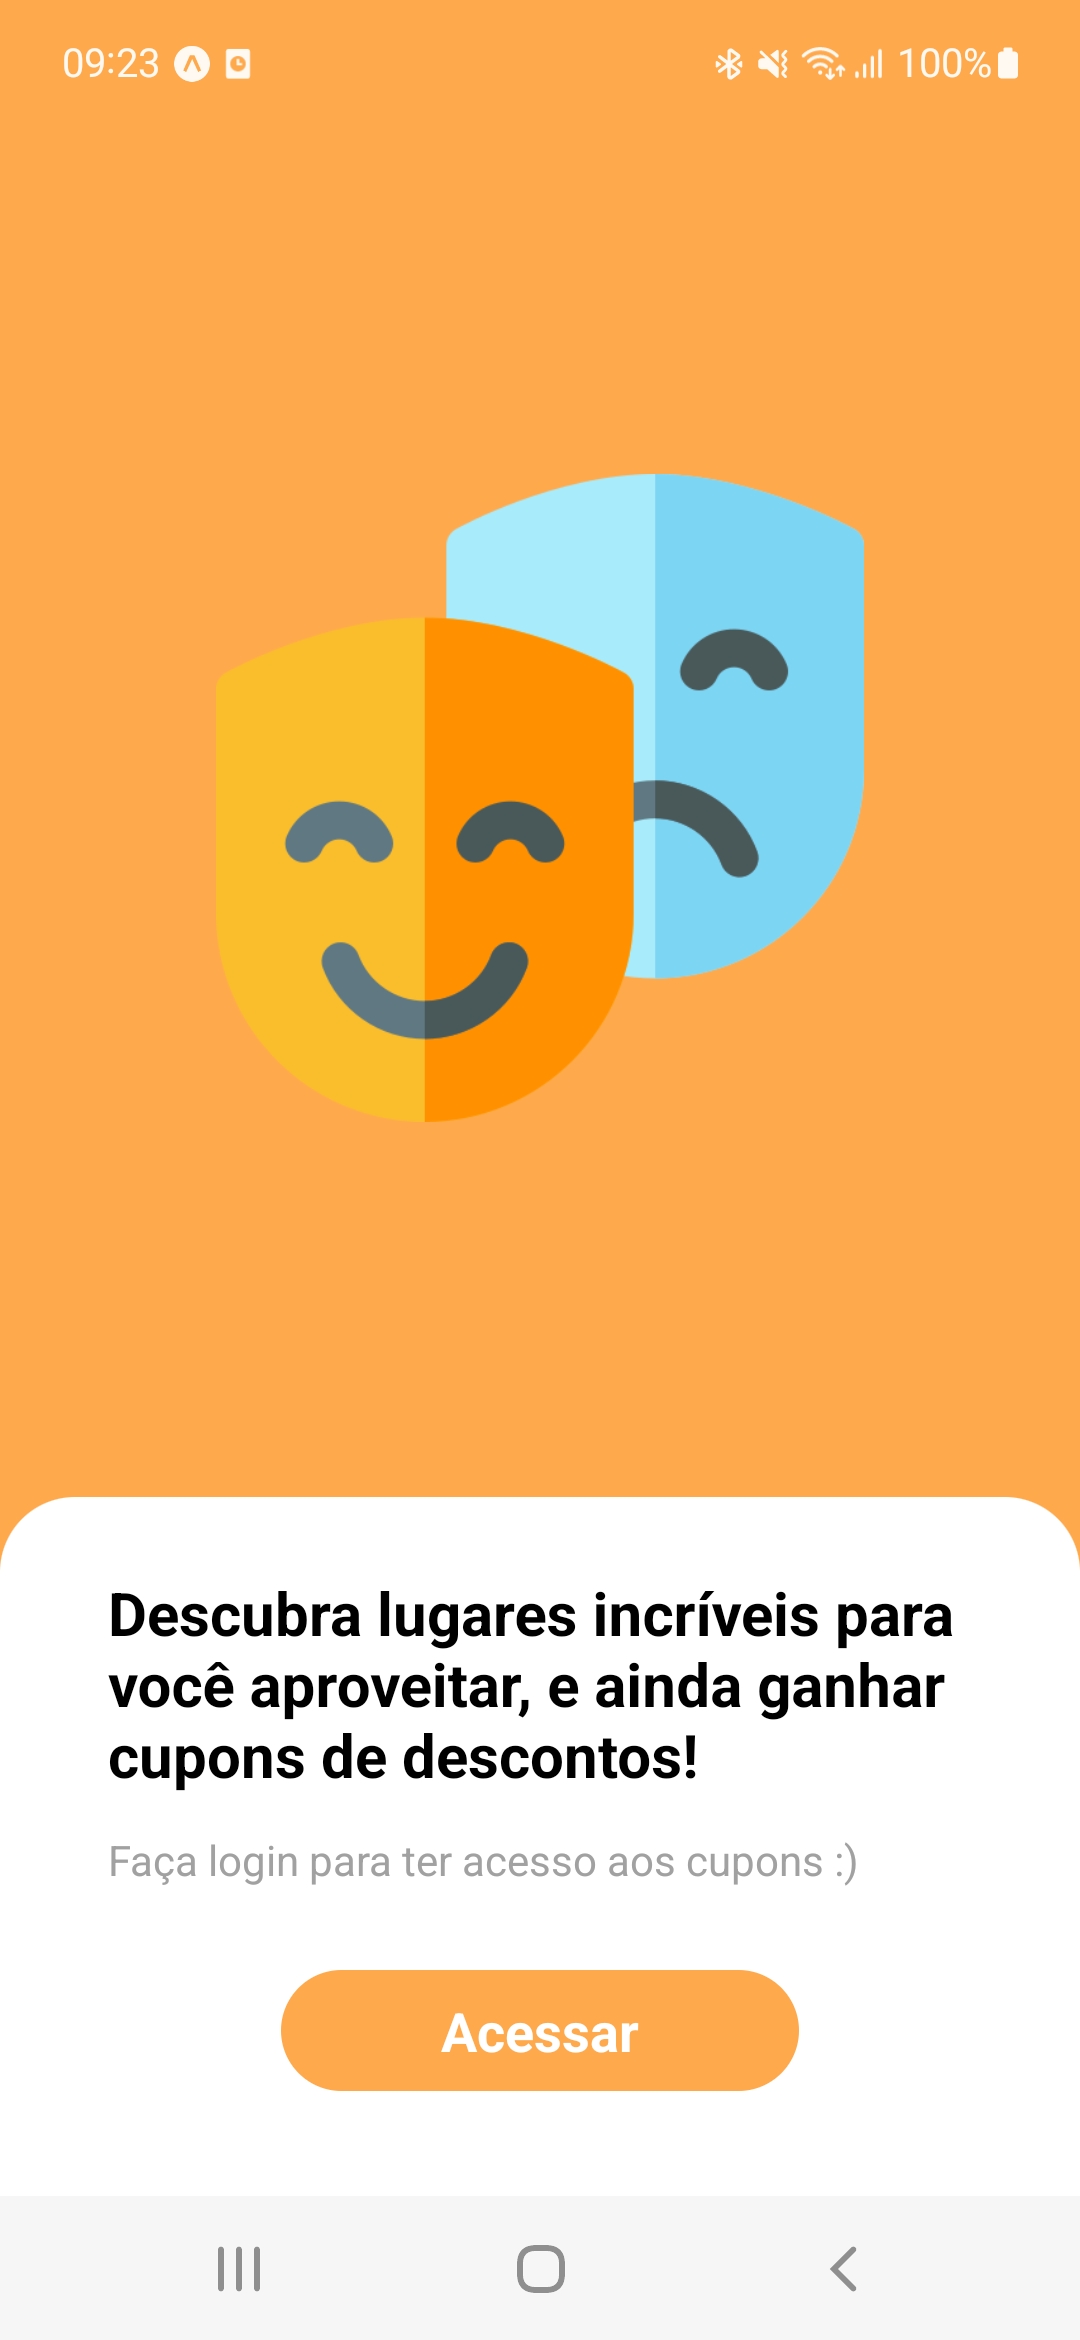 09:23
100%
Descubra lugares incríveis para
você aproveitar, e ainda ganhar
cupons de descontos!
Faça login para ter acesso aos cupons :)
Acessar